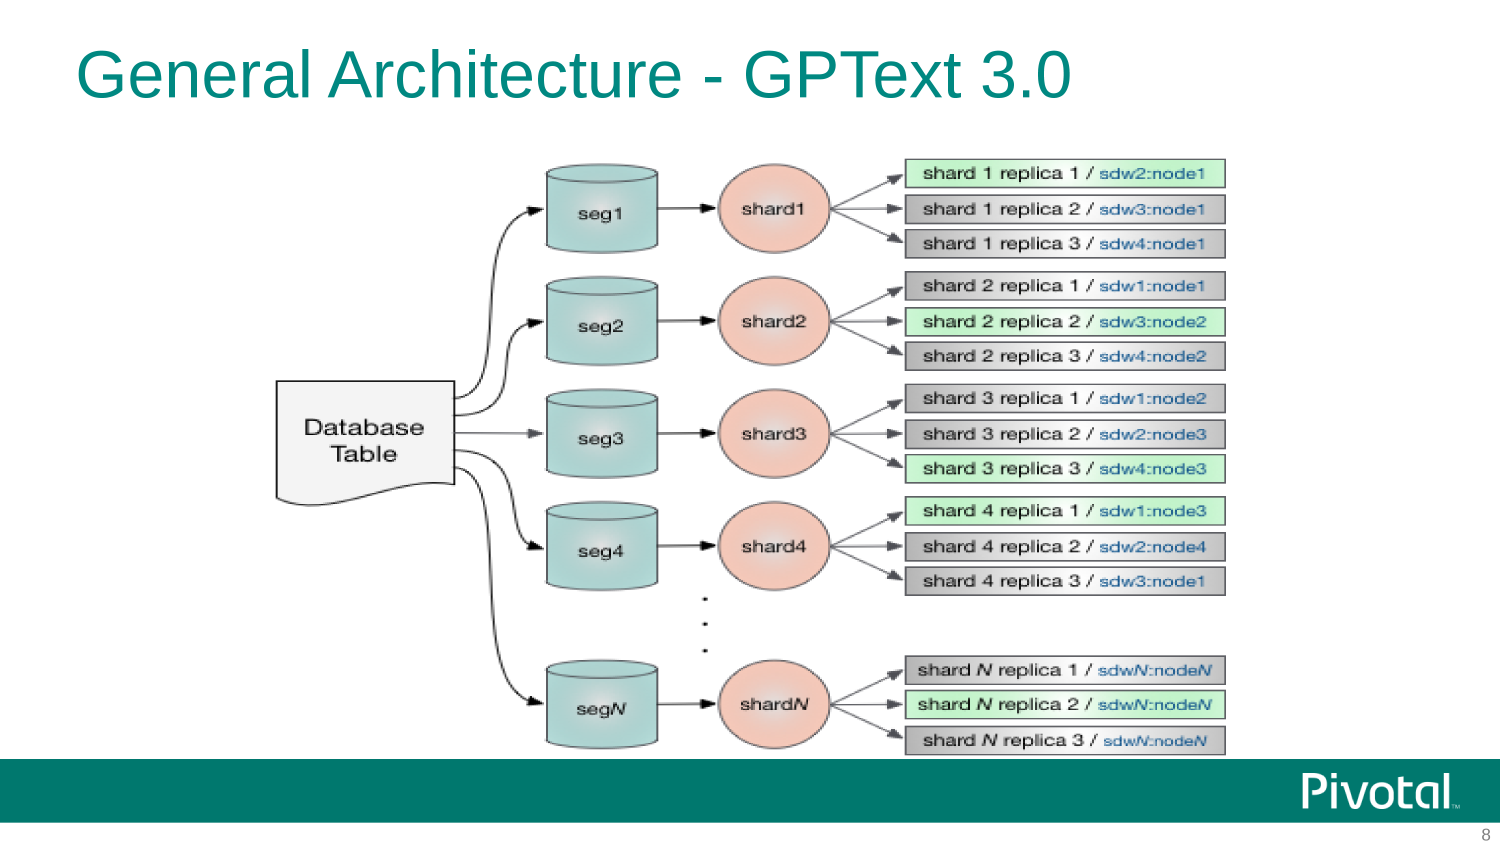 General Architecture - GPText 3.0
Database
Table
seg1
shard1
shard 1 replica 1 / sdw2:node1
shard 1 replica 2 / sdw3:node1
shard 1 replica 3 / sdw4:node1
seg2
shard2
shard 2 replica 1 / sdw1:node1
shard 2 replica 2 / sdw3:node2
shard 2 replica 3 / sdw4:node2
seg3
shard3
shard 3 replica 1 / sdw1:node2
shard 3 replica 2 / sdw2:node3
shard 3 replica 3 / sdw4:node3
seg4
shard4
shard 4 replica 1 / sdw1:node3
shard 4 replica 2 / sdw2:node4
shard 4 replica 3 / sdw3:node1
segN
shardN
shard N replica 1 / sdwN:nodeN
shard N replica 2 / sdwN:nodeN
shard N replica 3 / sdwN:nodeN
Pivotal™
8